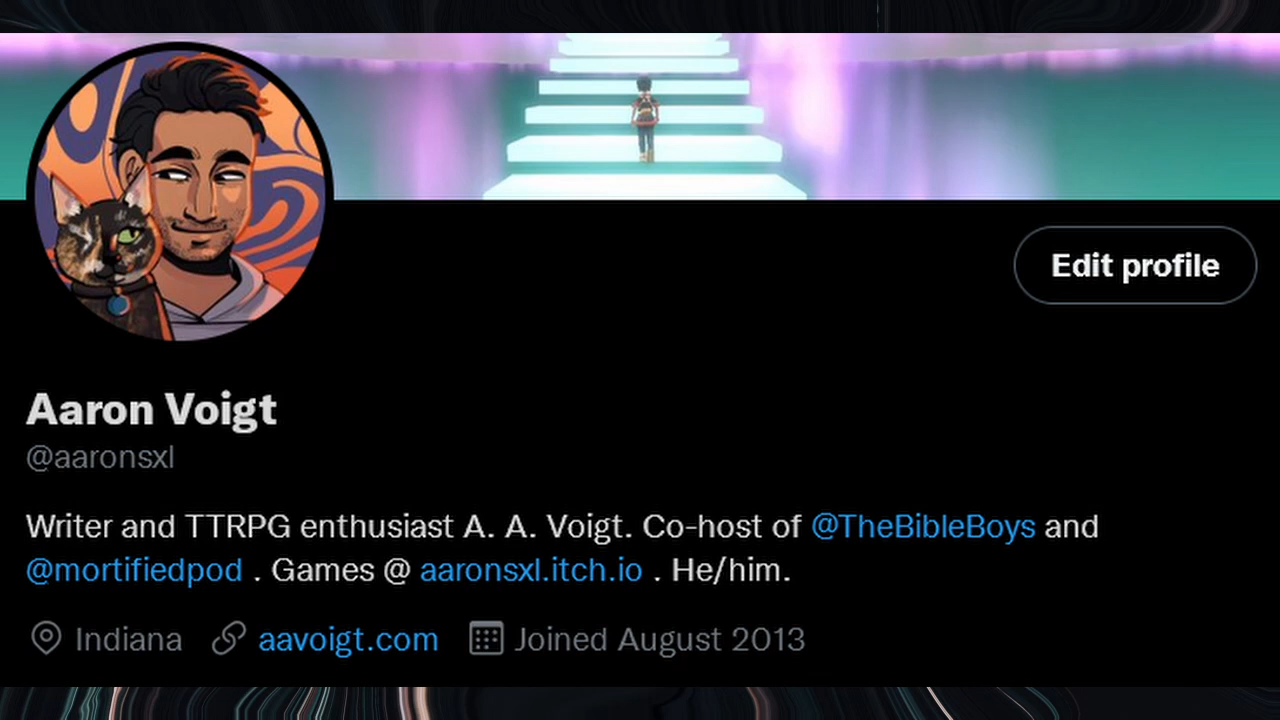 Edit profile
Aaron Voigt
@aaronsxl
Writer and TTRPG enthusiast A. A. Voigt. Co-host of @TheBibleBoys and
@mortifiedpod . Games @ aaronsxl.itch.io . He/him.
Indiana aavoigt.com Joined August 2013